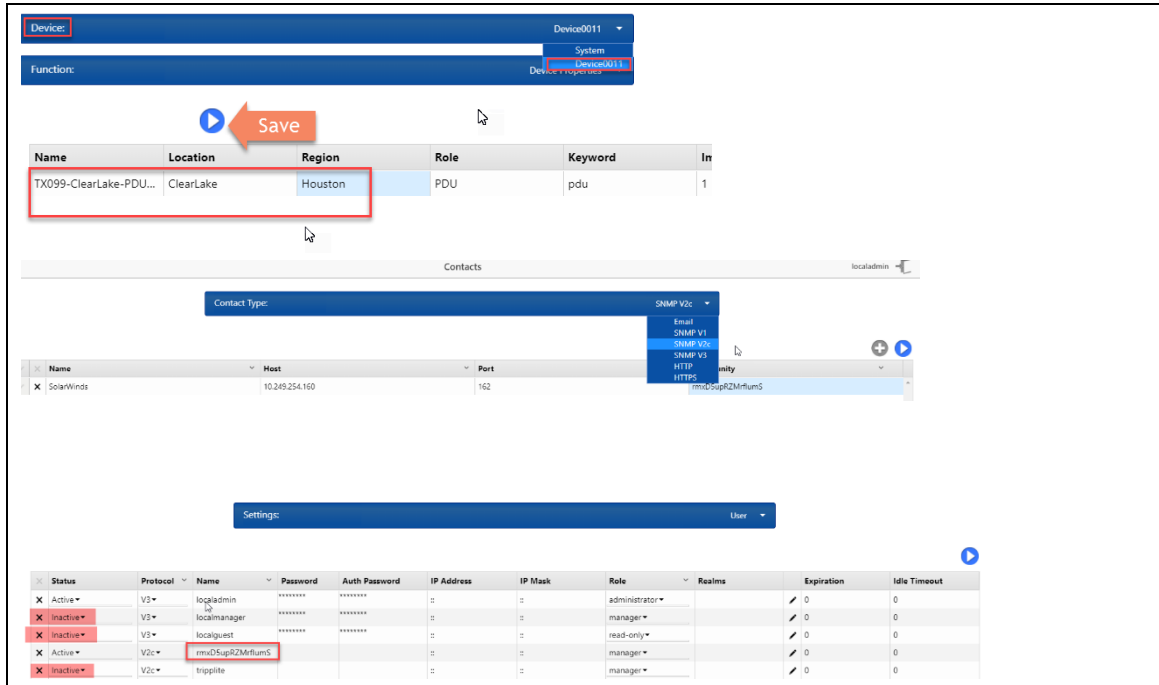 Device: Device0011
System
Device0011
Function: Device Properties
Save
Name Location Region Role Keyword
TX099-ClearLake-PDU... ClearLake Houston PDU pdu 1
Contacts localadmin
Contact Type: SNMP V2c
Email
SNMP V1
SNMP V2c
SNMP V3
HTTP
HTTPS
× Name Host Port unity
X SolarWinds 10.249.254.160 162 rmxD5upRZMrflumS
Settings: User
× Status Protocol Name Password Auth Password IP Address IP Mask Role Realms Expiration Idle Timeout
X Active V3 localadmin ******** ******** :: :: administrator 0 0
X Inactive V3 localmanager ******** ******** :: :: manager 0 0
X Inactive V3 localguest ******** ******** :: :: read-only 0 0
X Active V2c rmxD5upRZMrflumS :: :: manager 0 0
X Inactive V2c tripplite :: :: manager 0 0